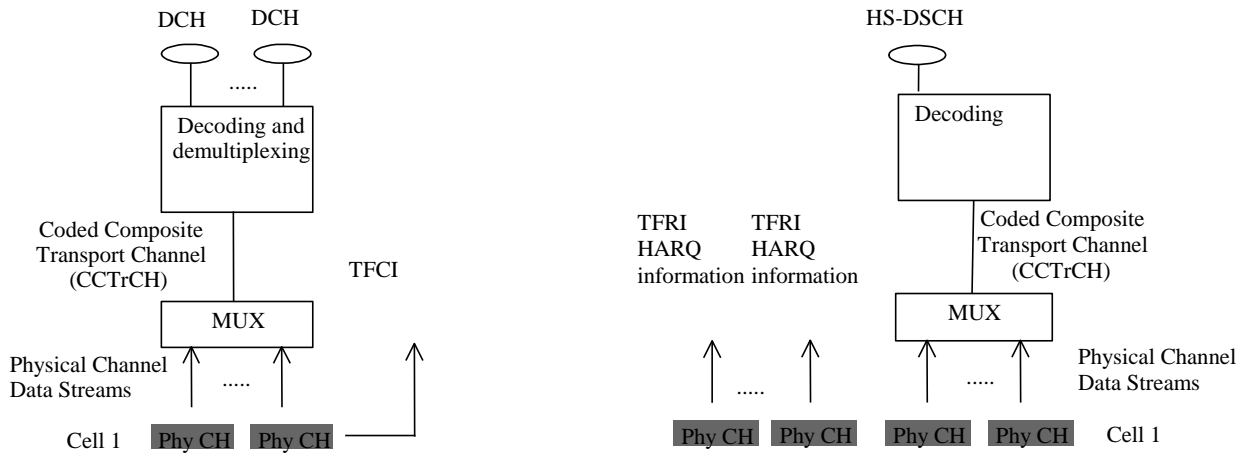 DCH DCH
.....
Decoding and
demultiplexing
Coded Composite
Transport Channel
(CCTrCH)
TFCI
MUX
Physical Channel
Data Streams
.....
Cell 1 Phy CH Phy CH
HS-DSCH
Decoding
TFRI
HARQ
information
TFRI
HARQ
information
Coded Composite
Transport Channel
(CCTrCH)
MUX
Physical Channel
Data Streams
.....
.....
Phy CH Phy CH Phy CH Phy CH Cell 1